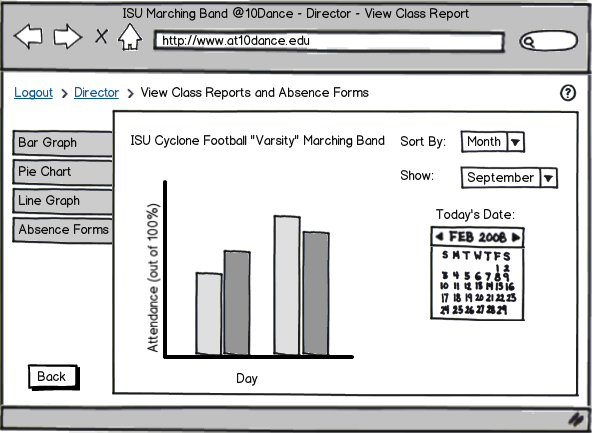 ISU Marching Band @10Dance - Director - View Class Report
http://www.at10dance.edu
Logout > Director > View Class Reports and Absence Forms
?
Bar Graph
Pie Chart
Line Graph
Absence Forms
ISU Cyclone Football "Varsity" Marching Band
Sort By: Month
Show: September
Today's Date:
FEB 2008
S M T W T F S
1 2
3 4 5 6 7 8 9
10 11 12 13 14 15 16
17 18 19 20 21 22 23
24 25 26 27 28 29
Attendance (out of 100%)
Day
Back